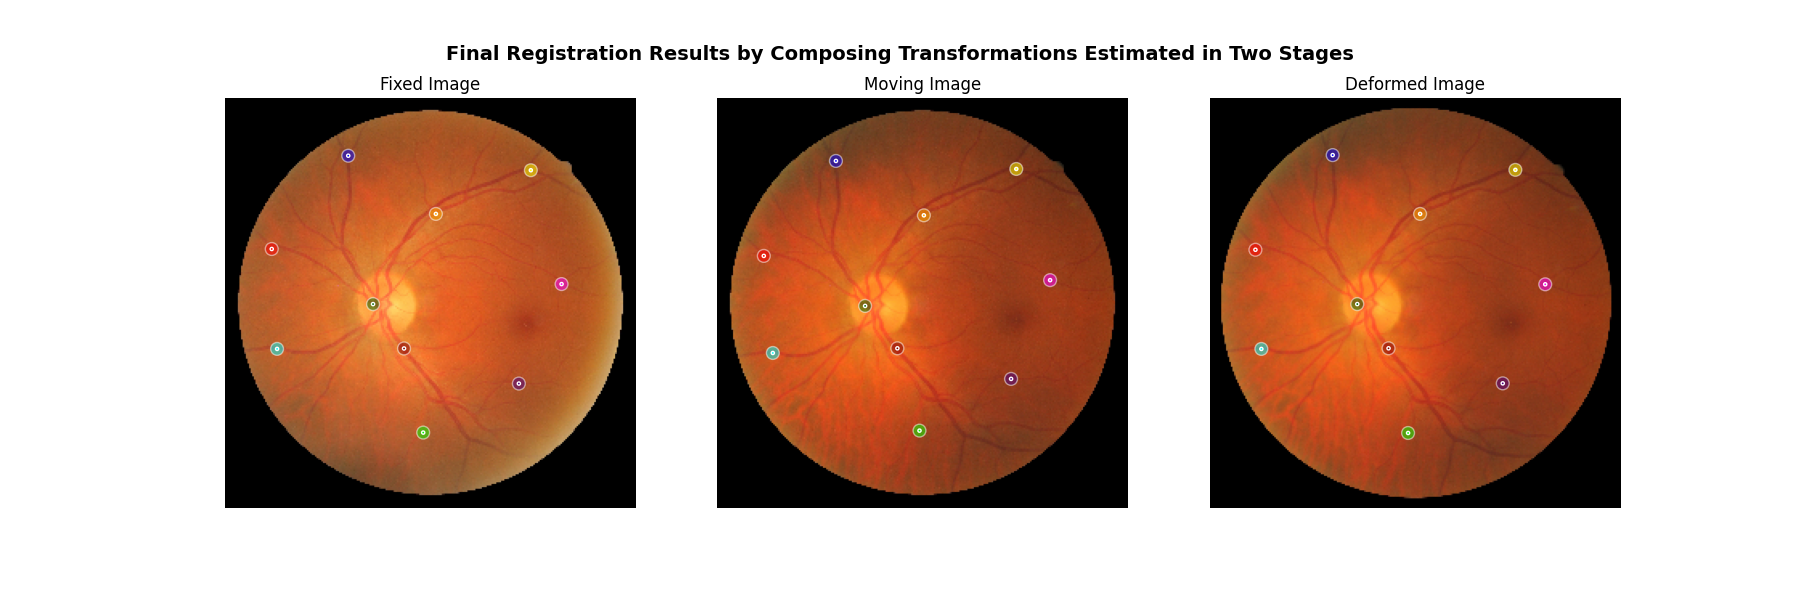 Final Registration Results by Composing Transformations Estimated in Two Stages
Fixed Image
Moving Image
Deformed Image